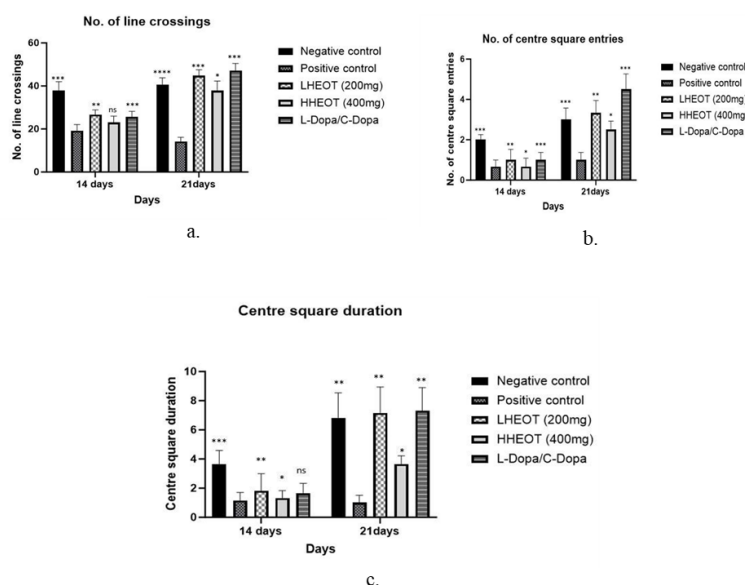 No. of line crossings
No. of line crossings
60
40
20
0
*** ** ns *** **** *** * ***
14 days 21days
Days
Negative control
Positive control
LHEOT (200mg)
HHEOT (400mg)
L-Dopa/C-Dopa
a.
No. of centre square entries
No. of centre square entries
6
4
2
0
*** ** * *** *** ** * ***
14 days 21days
Days
Negative control
Positive control
LHEOT (200mg)
HHEOT (400mg)
L-Dopa/C-Dopa
b.
Centre square duration
Centre square duration
10
8
6
4
2
0
*** ** * ns ** ** * **
14 days 21days
Days
Negative control
Positive control
LHEOT (200mg)
HHEOT (400mg)
L-Dopa/C-Dopa
c.